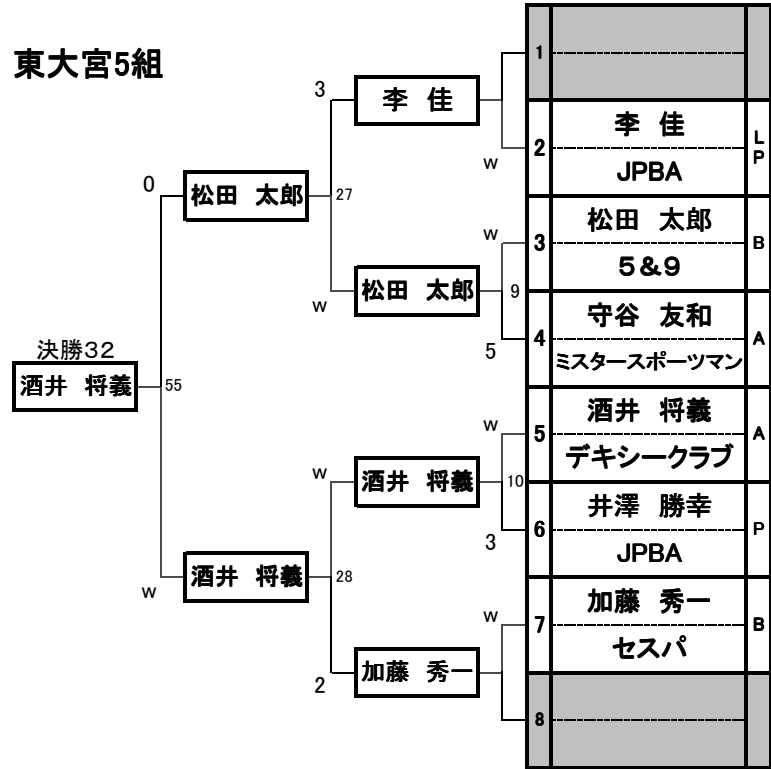 東大宮5組
1
3
李 佳
李 佳
2
L
P
w
JPBA
0
松田 太郎
27
w
松田 太郎
3
B
5&9
松田 太郎
9
w
守谷 友和
4
A
5
ミスタースポーツマン
決勝32
酒井 将義
55
酒井 将義
w
5
A
デキシークラブ
w
酒井 将義
10
井澤 勝幸
6
P
3
JPBA
酒井 将義
28
w
加藤 秀一
w
7
B
セスパ
加藤 秀一
2
8